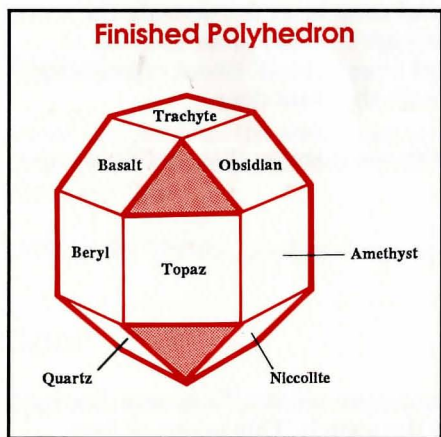 Finished Polyhedron
Trachyte
Basalt Obsidian
Beryl
Topaz
Amethyst
Quartz
Niccolite